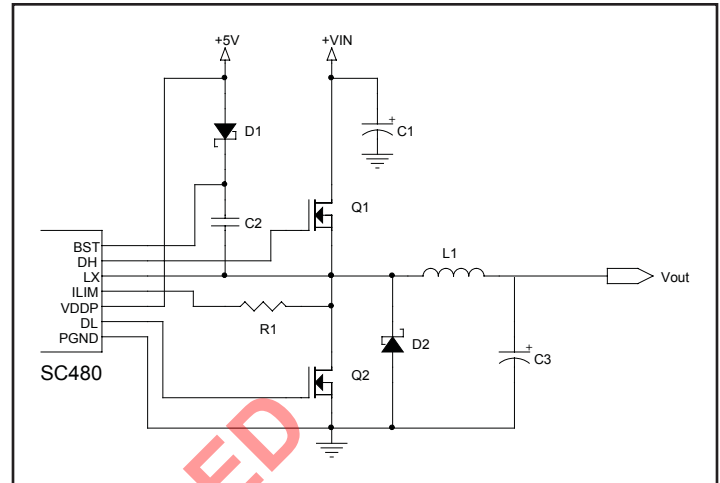 +5V
+VIN
D1
C1
Q1
C2
BST
DH
LX
ILIM
VDDP
DL
PGND
SC480
L1
Vout
R1
D2
C3
Q2
ED